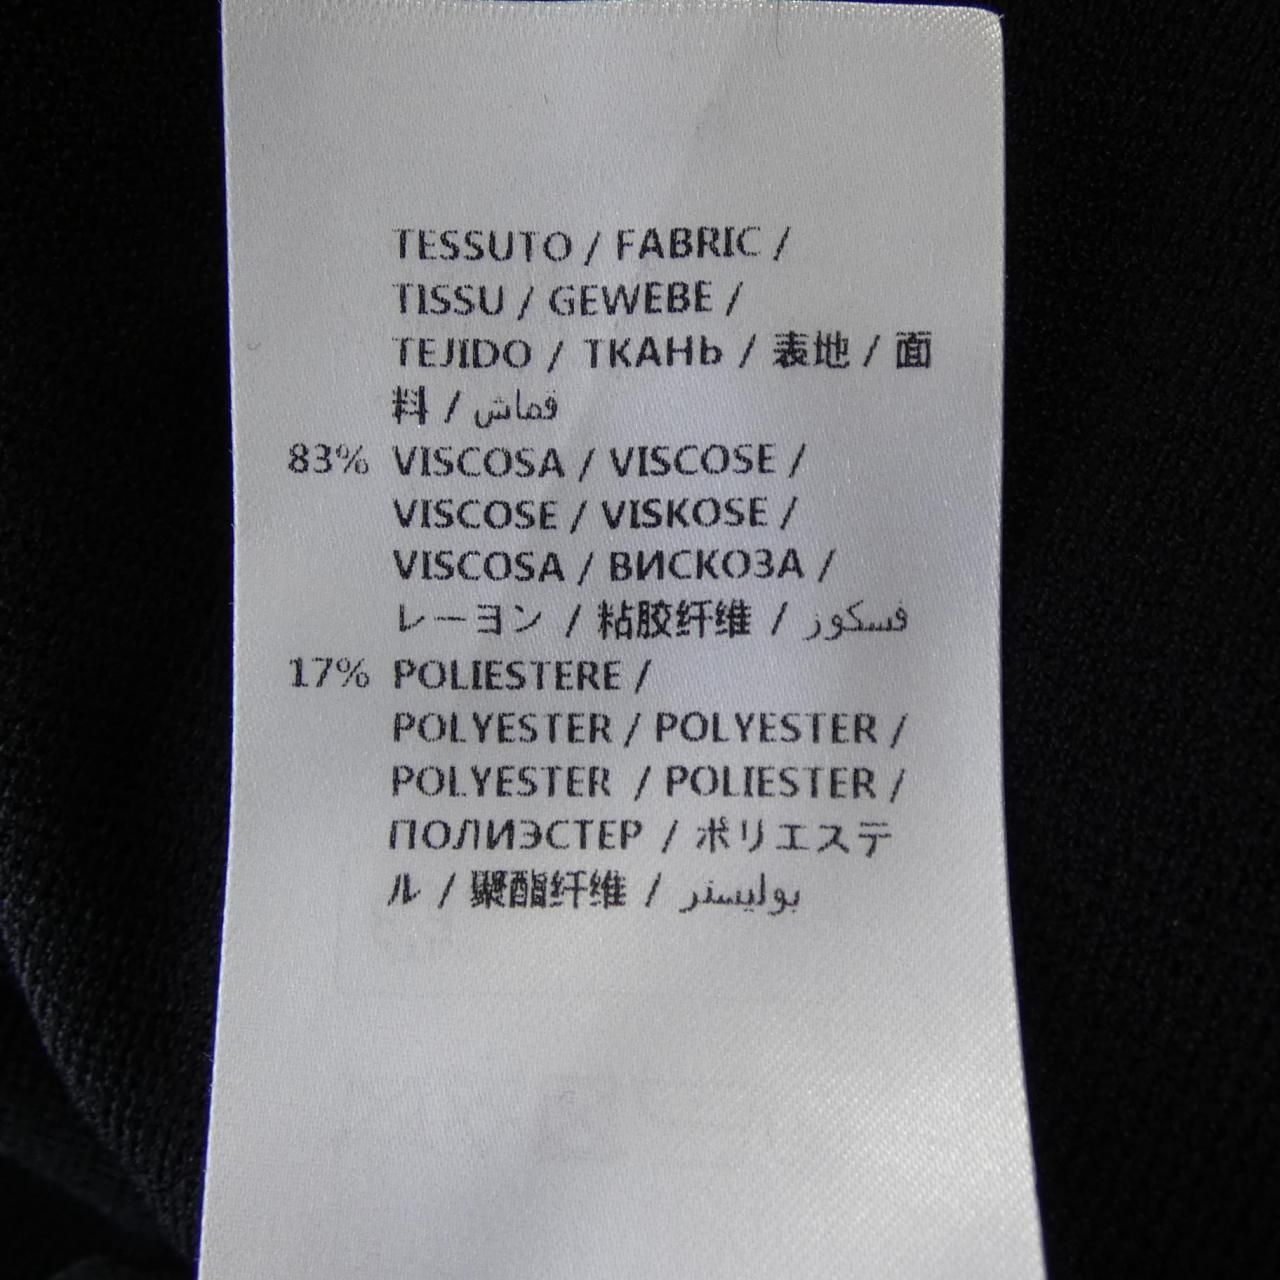 TESSUTO / FABRIC /
TISSU / GEWEBE /
TEJIDO / ТКАНЬ / 表地 / 面
料 / قماش
83% VISCOSA / VISCOSE /
VISCOSE / VISKOSE /
VISCOSA / ВИСКОЗА /
レーヨン / 粘胶纤维 / فسكوز
17% POLIESTERE /
POLYESTER / POLYESTER /
POLYESTER / POLIESTER /
ПОЛИЭСТЕР / ポリエステ
ル / 聚酯纤维 / بوليستر